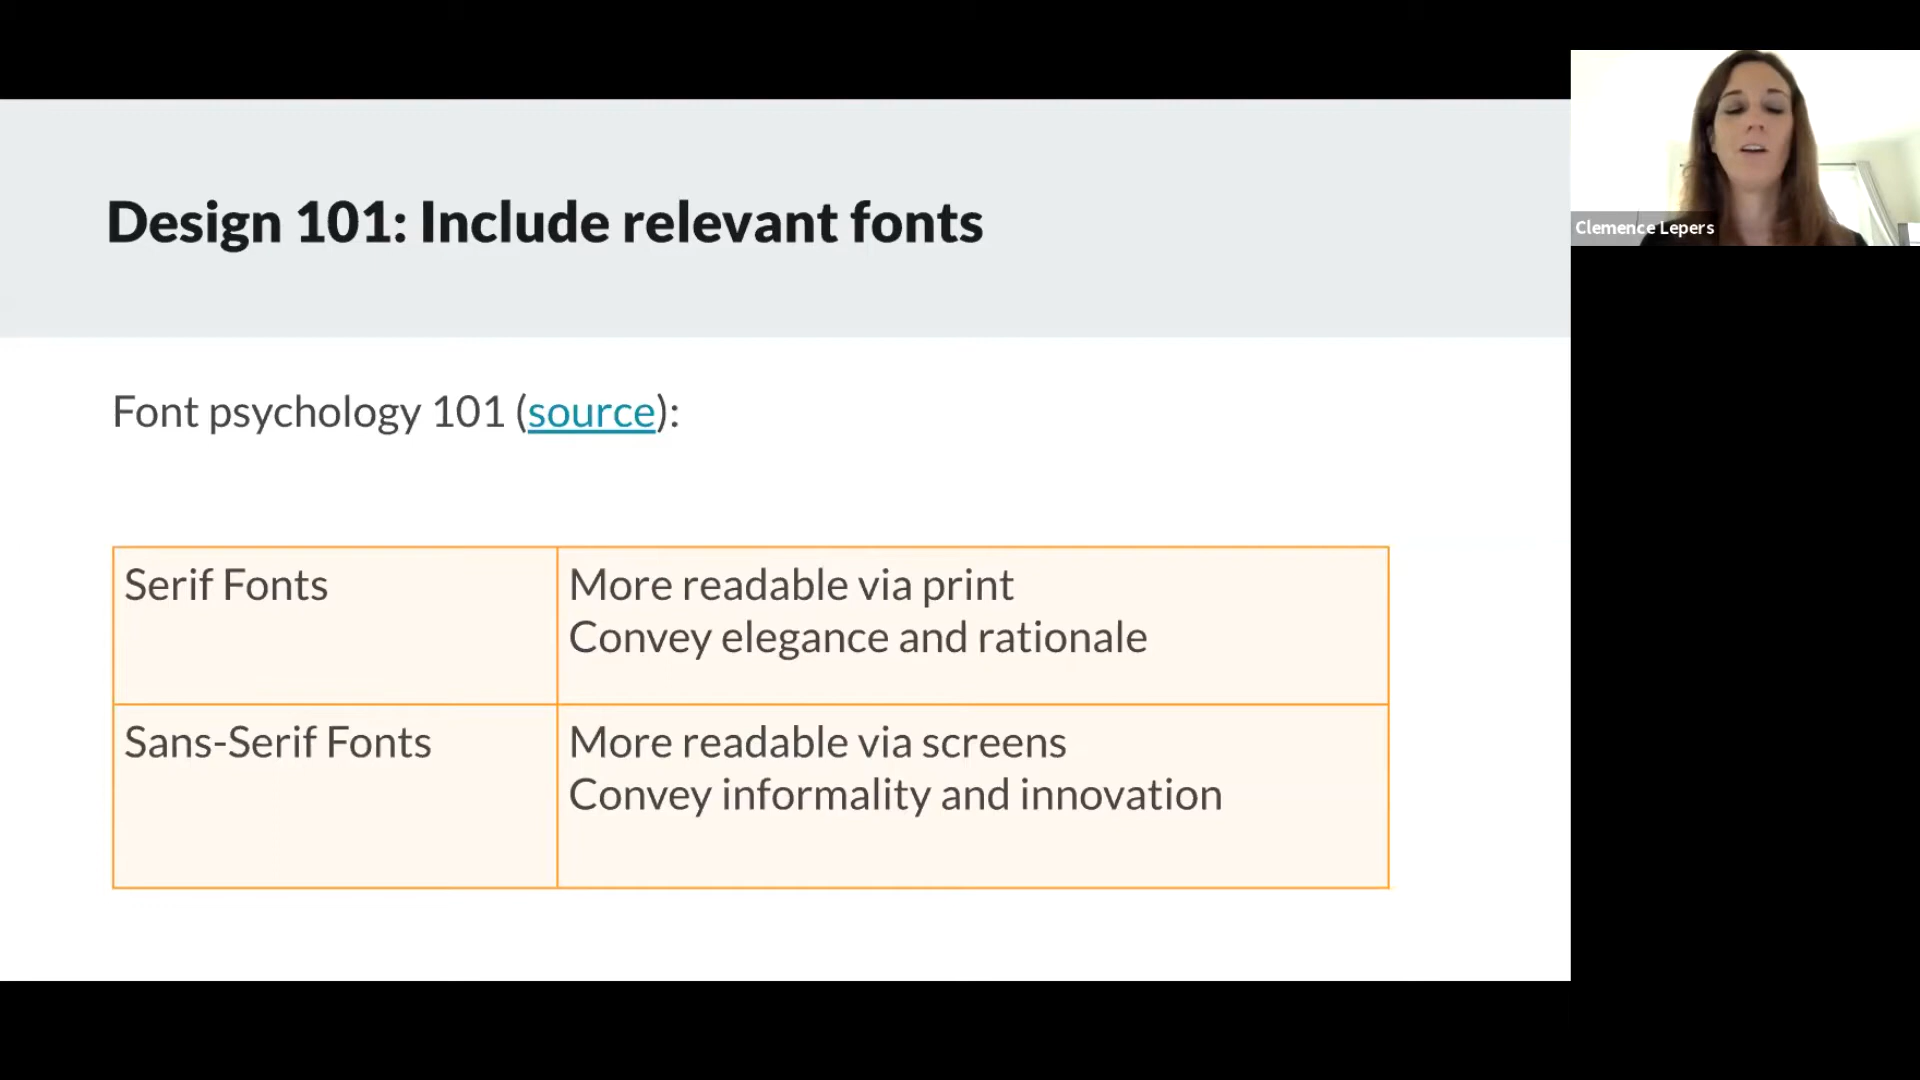 Design 101: Include relevant fonts
Clemence Lepers
Font psychology 101 (source):
Serif Fonts
More readable via print
Convey elegance and rationale
Sans-Serif Fonts
More readable via screens
Convey informality and innovation